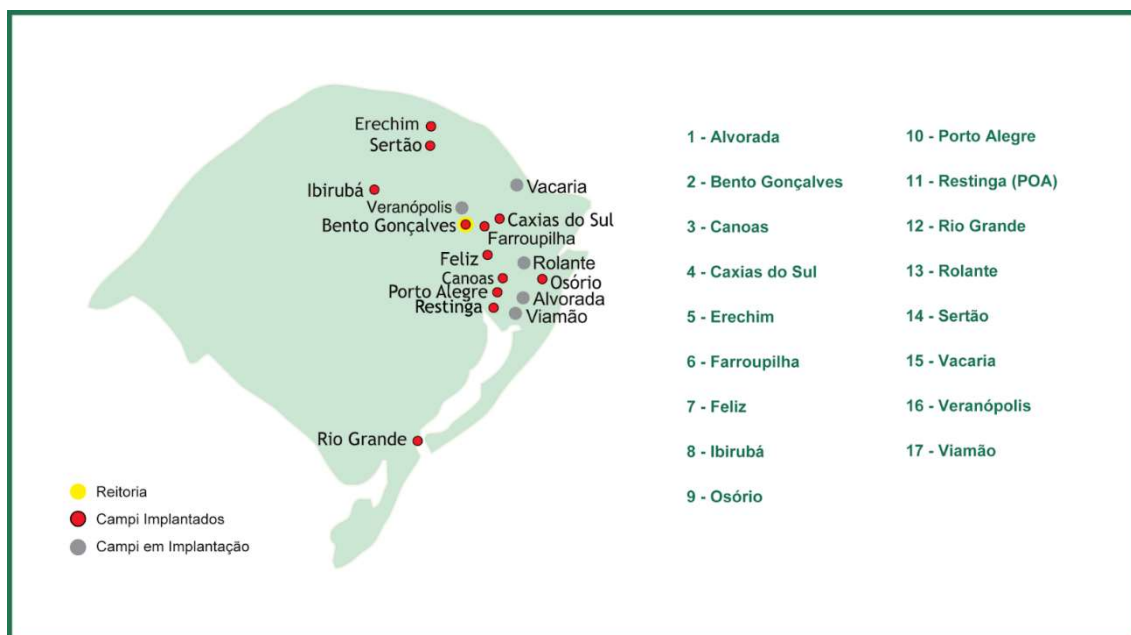 Erechim
Sertão
Ibirubá
Vacaria
Veranópolis
Bento Gonçalves
Caxias do Sul
Farroupilha
Feliz
Rolante
Canoas
Osório
Porto Alegre
Alvorada
Restinga
Viamão
Rio Grande
Reitoria
Campi Implantados
Campi em Implantação
1 - Alvorada
2 - Bento Gonçalves
3 - Canoas
4 - Caxias do Sul
5 - Erechim
6 - Farroupilha
7 - Feliz
8 - Ibirubá
9 - Osório
10 - Porto Alegre
11 - Restinga (POA)
12 - Rio Grande
13 - Rolante
14 - Sertão
15 - Vacaria
16 - Veranópolis
17 - Viamão